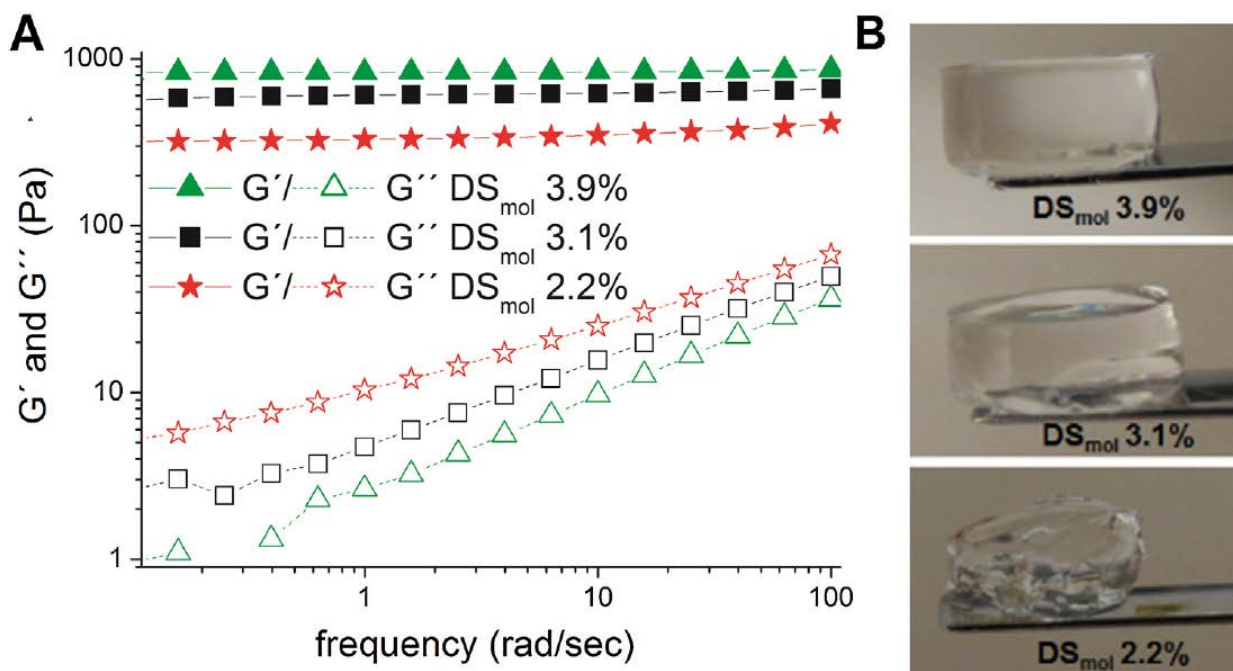 A
B
1000
100
10
1
G´ and G´´ (Pa)
G´/ G´´ DSmol 3.9%
G´/ G´´ DSmol 3.1%
G´/ G´´ DSmol 2.2%
1 10 100
frequency (rad/sec)
DSmol 3.9%
DSmol 3.1%
DSmol 2.2%